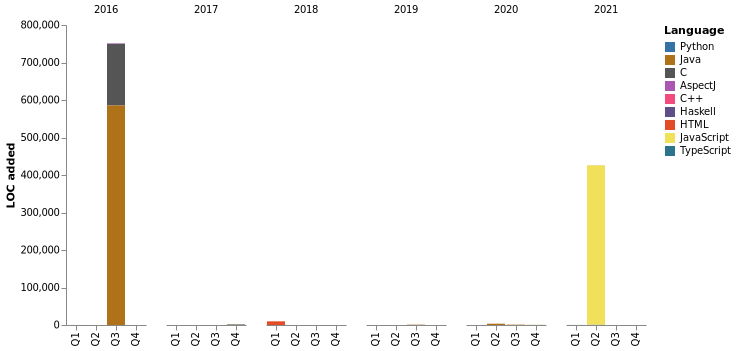 2016 2017 2018 2019 2020 2021
Language
Python
Java
C
AspectJ
C++
Haskell
HTML
JavaScript
TypeScript
LOC added
800,000
700,000
600,000
500,000
400,000
300,000
200,000
100,000
0
Q1 Q2 Q3 Q4 Q1 Q2 Q3 Q4 Q1 Q2 Q3 Q4 Q1 Q2 Q3 Q4 Q1 Q2 Q3 Q4 Q1 Q2 Q3 Q4